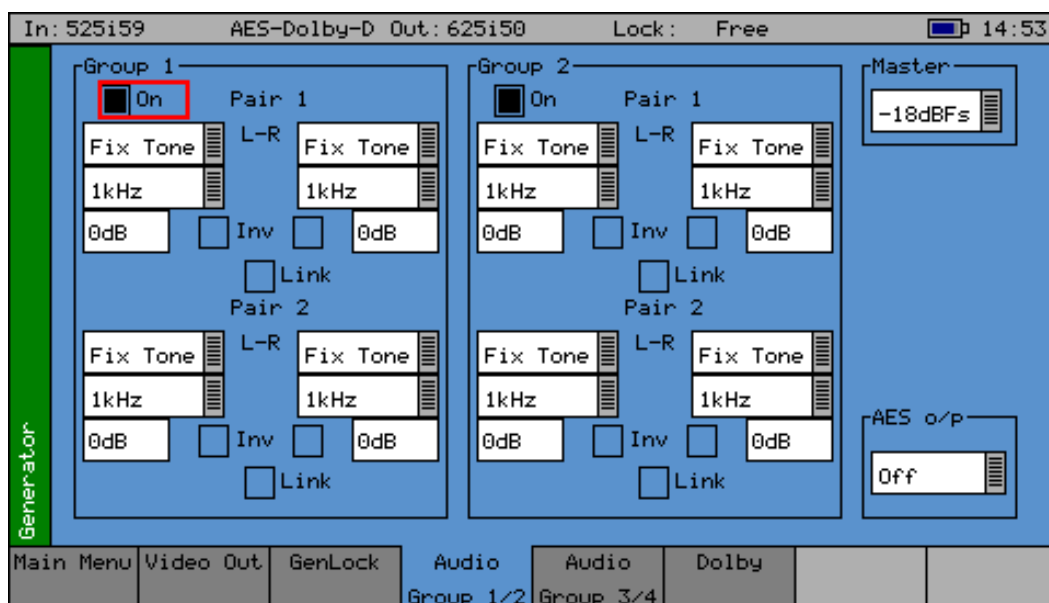 In: 525i59 AES-Dolby-D Out: 625i50 Lock: Free 14:53
Group 1
On Pair 1
Fix Tone L-R Fix Tone
1kHz 1kHz
0dB Inv 0dB
Link
Pair 2
Fix Tone L-R Fix Tone
1kHz 1kHz
0dB Inv 0dB
Link
Group 2
On Pair 1
Fix Tone L-R Fix Tone
1kHz 1kHz
0dB Inv 0dB
Link
Pair 2
Fix Tone L-R Fix Tone
1kHz 1kHz
0dB Inv 0dB
Link
Master
-18dBFs
AES o/p
Off
Generator
Main Menu
Video Out
GenLock
Audio
Group 1/2
Audio
Group 3/4
Dolby